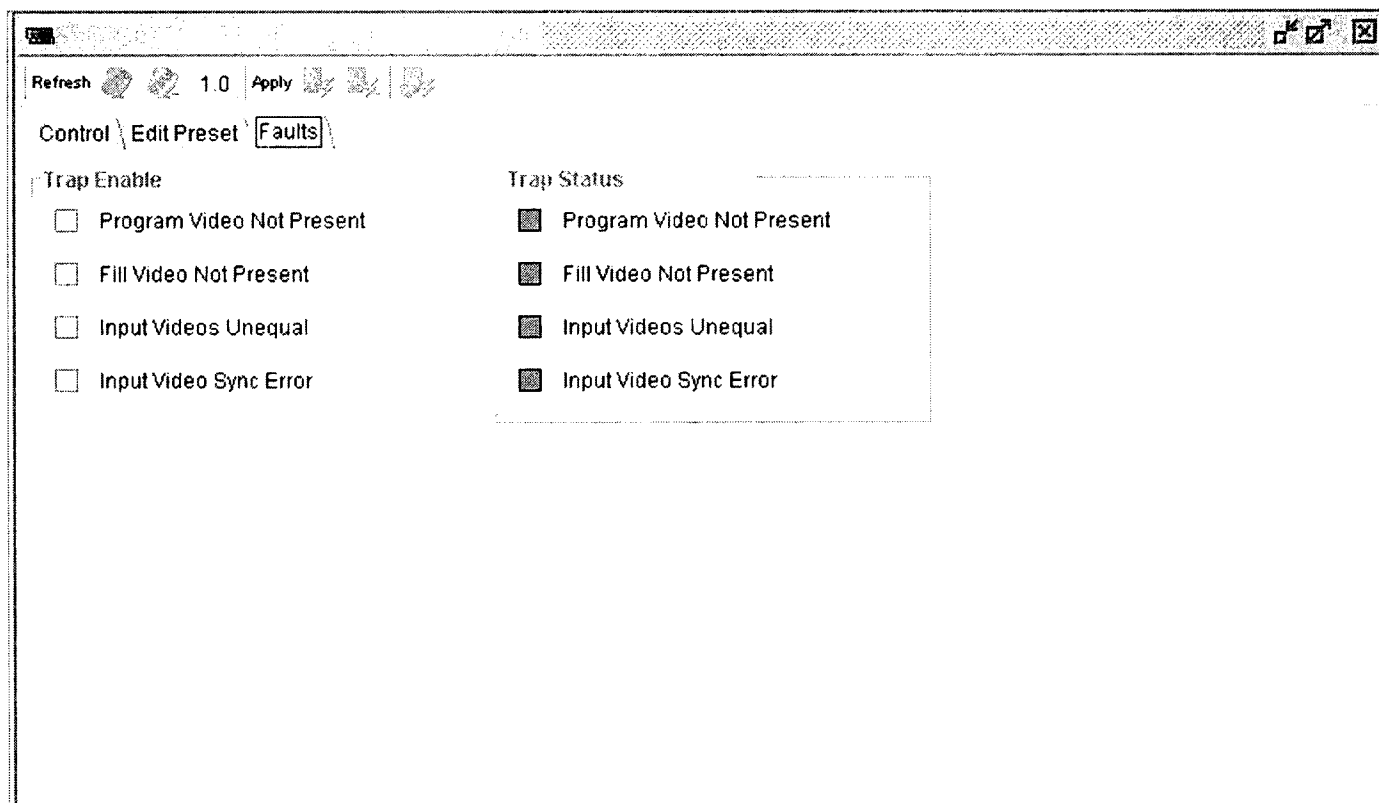 Refresh 1.0 Apply
Control Edit Preset Faults
Trap Enable
Program Video Not Present
Fill Video Not Present
Input Videos Unequal
Input Video Sync Error
Trap Status
Program Video Not Present
Fill Video Not Present
Input Videos Unequal
Input Video Sync Error